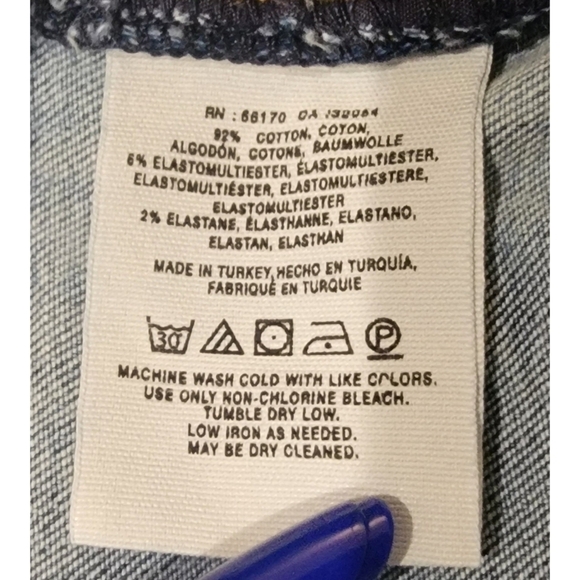 RN : 66170 CA
92% COTTON, COTON,
ALGODÓN, COTONE, BAUMWOLLE
6% ELASTOMULTIESTER, ELASTOMULTIESTER,
ELASTOMULTIÉSTER, ELASTOMULTIESTERE,
ELASTOMULTIESTER
2% ELASTANE, ÉLASTHANNE, ELASTANO,
ELASTAN, ELASTHAN
MADE IN TURKEY, HECHO EN TURQUÍA,
FABRIQUÉ EN TURQUIE
30 P
MACHINE WASH COLD WITH LIKE COLORS.
USE ONLY NON-CHLORINE BLEACH.
TUMBLE DRY LOW.
LOW IRON AS NEEDED.
MAY BE DRY CLEANED.